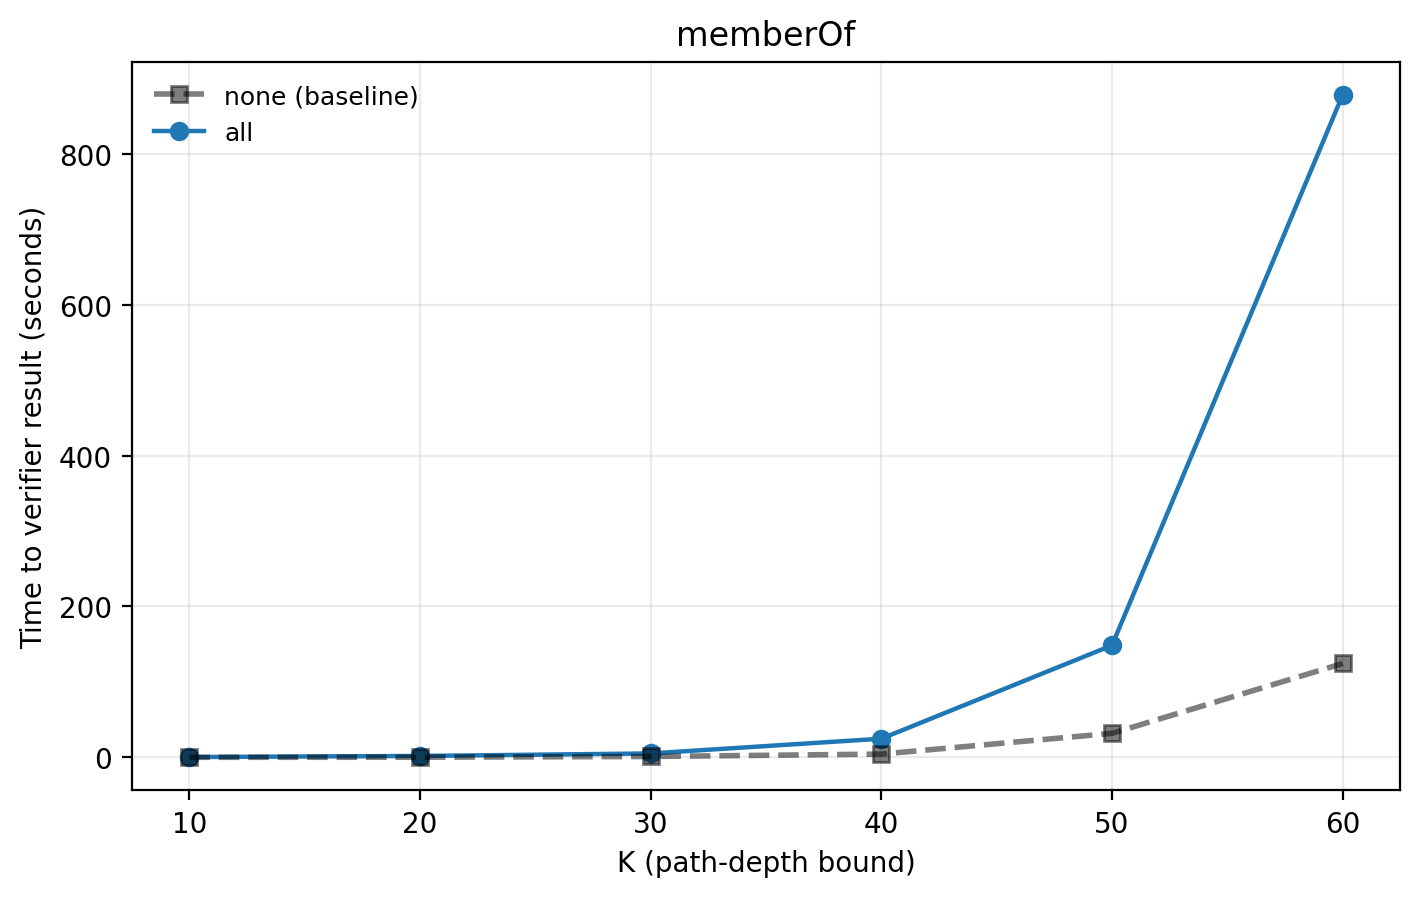 memberOf
none (baseline)
all
Time to verifier result (seconds)
800
600
400
200
0
10 20 30 40 50 60
K (path-depth bound)